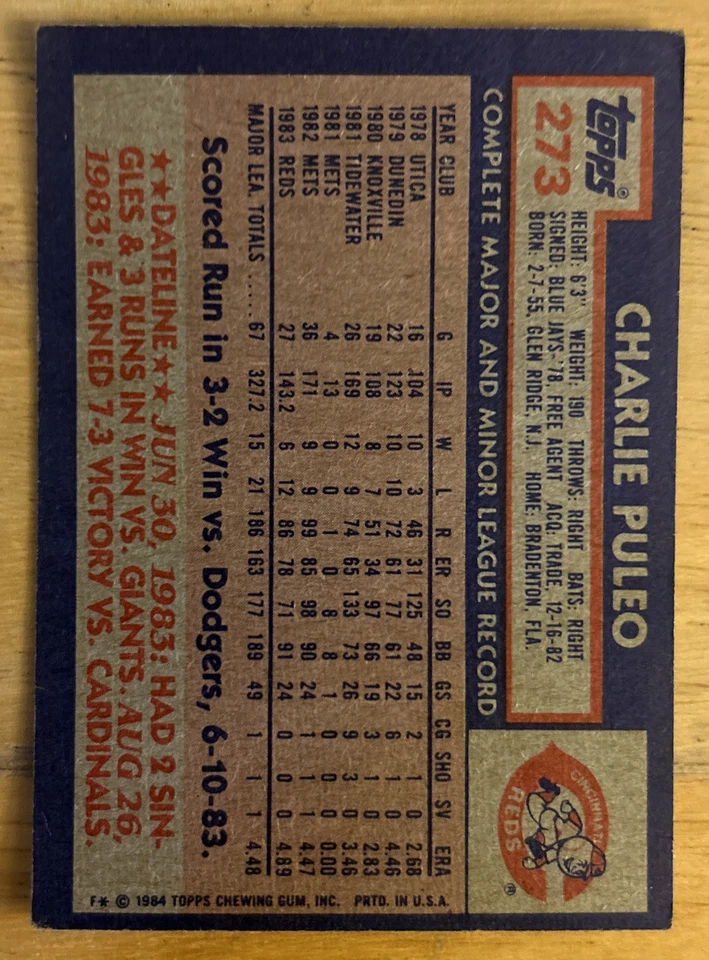 topps®
273
CHARLIE PULEO
HEIGHT: 6'3" WEIGHT: 190 THROWS: RIGHT BATS: RIGHT
SIGNED: BLUE JAYS-'78, FREE AGENT ACQ: TRADE, 12-16-82
BORN: 2-7-55, GLEN RIDGE, N.J. HOME: BRADENTON, FLA.
CINCINNATI
REDS®
COMPLETE MAJOR AND MINOR LEAGUE RECORD
YEAR CLUB G IP W L R ER SO BB GS CG SHO SV ERA
1978 UTICA 16 104 10 3 46 31 125 48 15 2 1 0 2.68
1979 DUNEDIN 22 123 10 10 72 61 77 61 22 6 1 0 4.46
1980 KNOXVILLE 19 108 8 7 51 34 97 66 19 3 1 0 2.83
1981 TIDEWATER 26 169 12 9 74 65 133 73 26 9 3 0 3.46
1981 METS 4 13 0 0 1 0 8 8 1 0 0 0 0.00
1982 METS 36 171 9 9 99 85 98 90 24 1 1 1 4.47
1983 REDS 27 143.2 6 12 86 78 71 91 24 0 0 0 4.89
MAJOR LEA. TOTALS ..... 67 327.2 15 21 186 163 177 189 49 1 1 1 4.48
Scored Run in 3-2 Win vs. Dodgers, 6-10-83.
★★DATELINE★★ JUN 30, 1983: HAD 2 SIN-
GLES & 3 RUNS IN WIN VS. GIANTS. AUG 26,
1983: EARNED 7-3 VICTORY VS. CARDINALS.
F* © 1984 TOPPS CHEWING GUM, INC. PRTD. IN U.S.A.